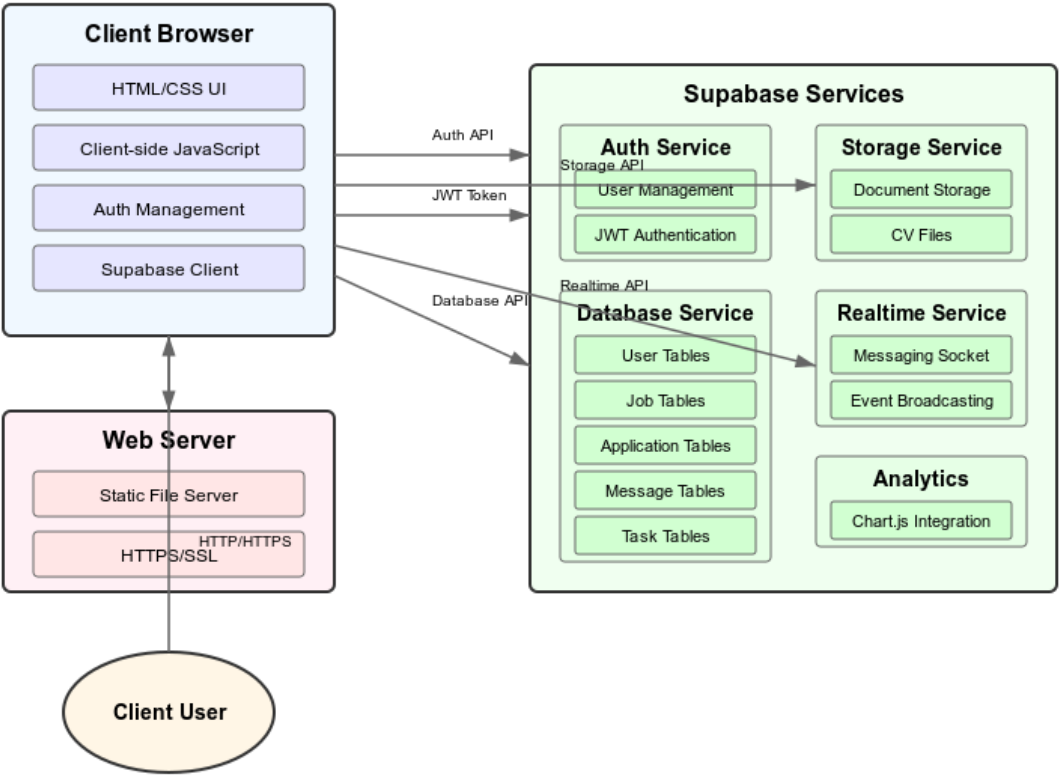 Client Browser
HTML/CSS UI
Client-side JavaScript
Auth Management
Supabase Client
Auth API
Storage API
JWT Token
Realtime API
Database API
Supabase Services
Auth Service
User Management
JWT Authentication
Storage Service
Document Storage
CV Files
Database Service
User Tables
Job Tables
Application Tables
Message Tables
Task Tables
Realtime Service
Messaging Socket
Event Broadcasting
Analytics
Chart.js Integration
Web Server
Static File Server
HTTP/HTTPS
HTTPS/SSL
Client User